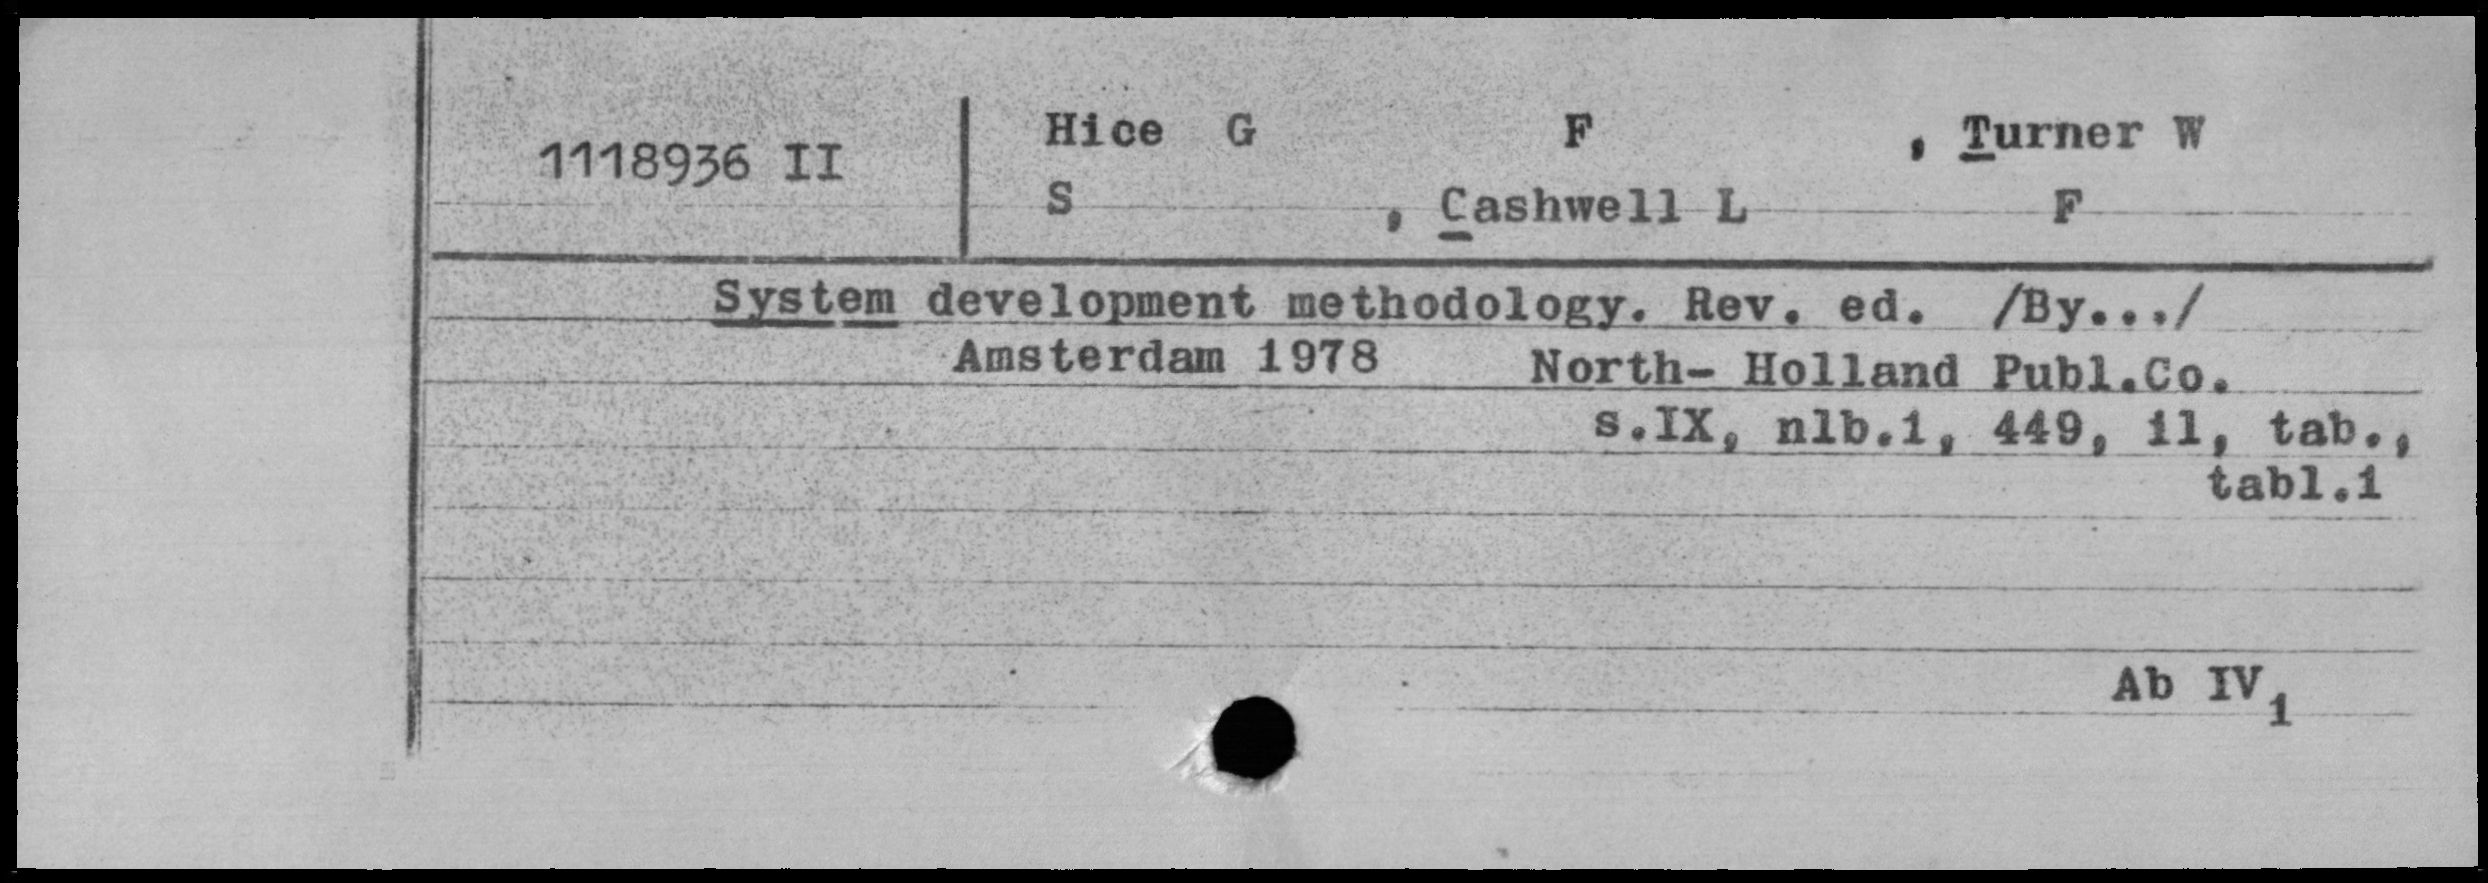 1118936 II
Hice G F , Turner W
S , Cashwell L F
System development methodology. Rev. ed. /By.../
Amsterdam 1978 North- Holland Publ.Co.
s.IX, nlb.1, 449, il, tab.,
tabl.1
Ab IV1